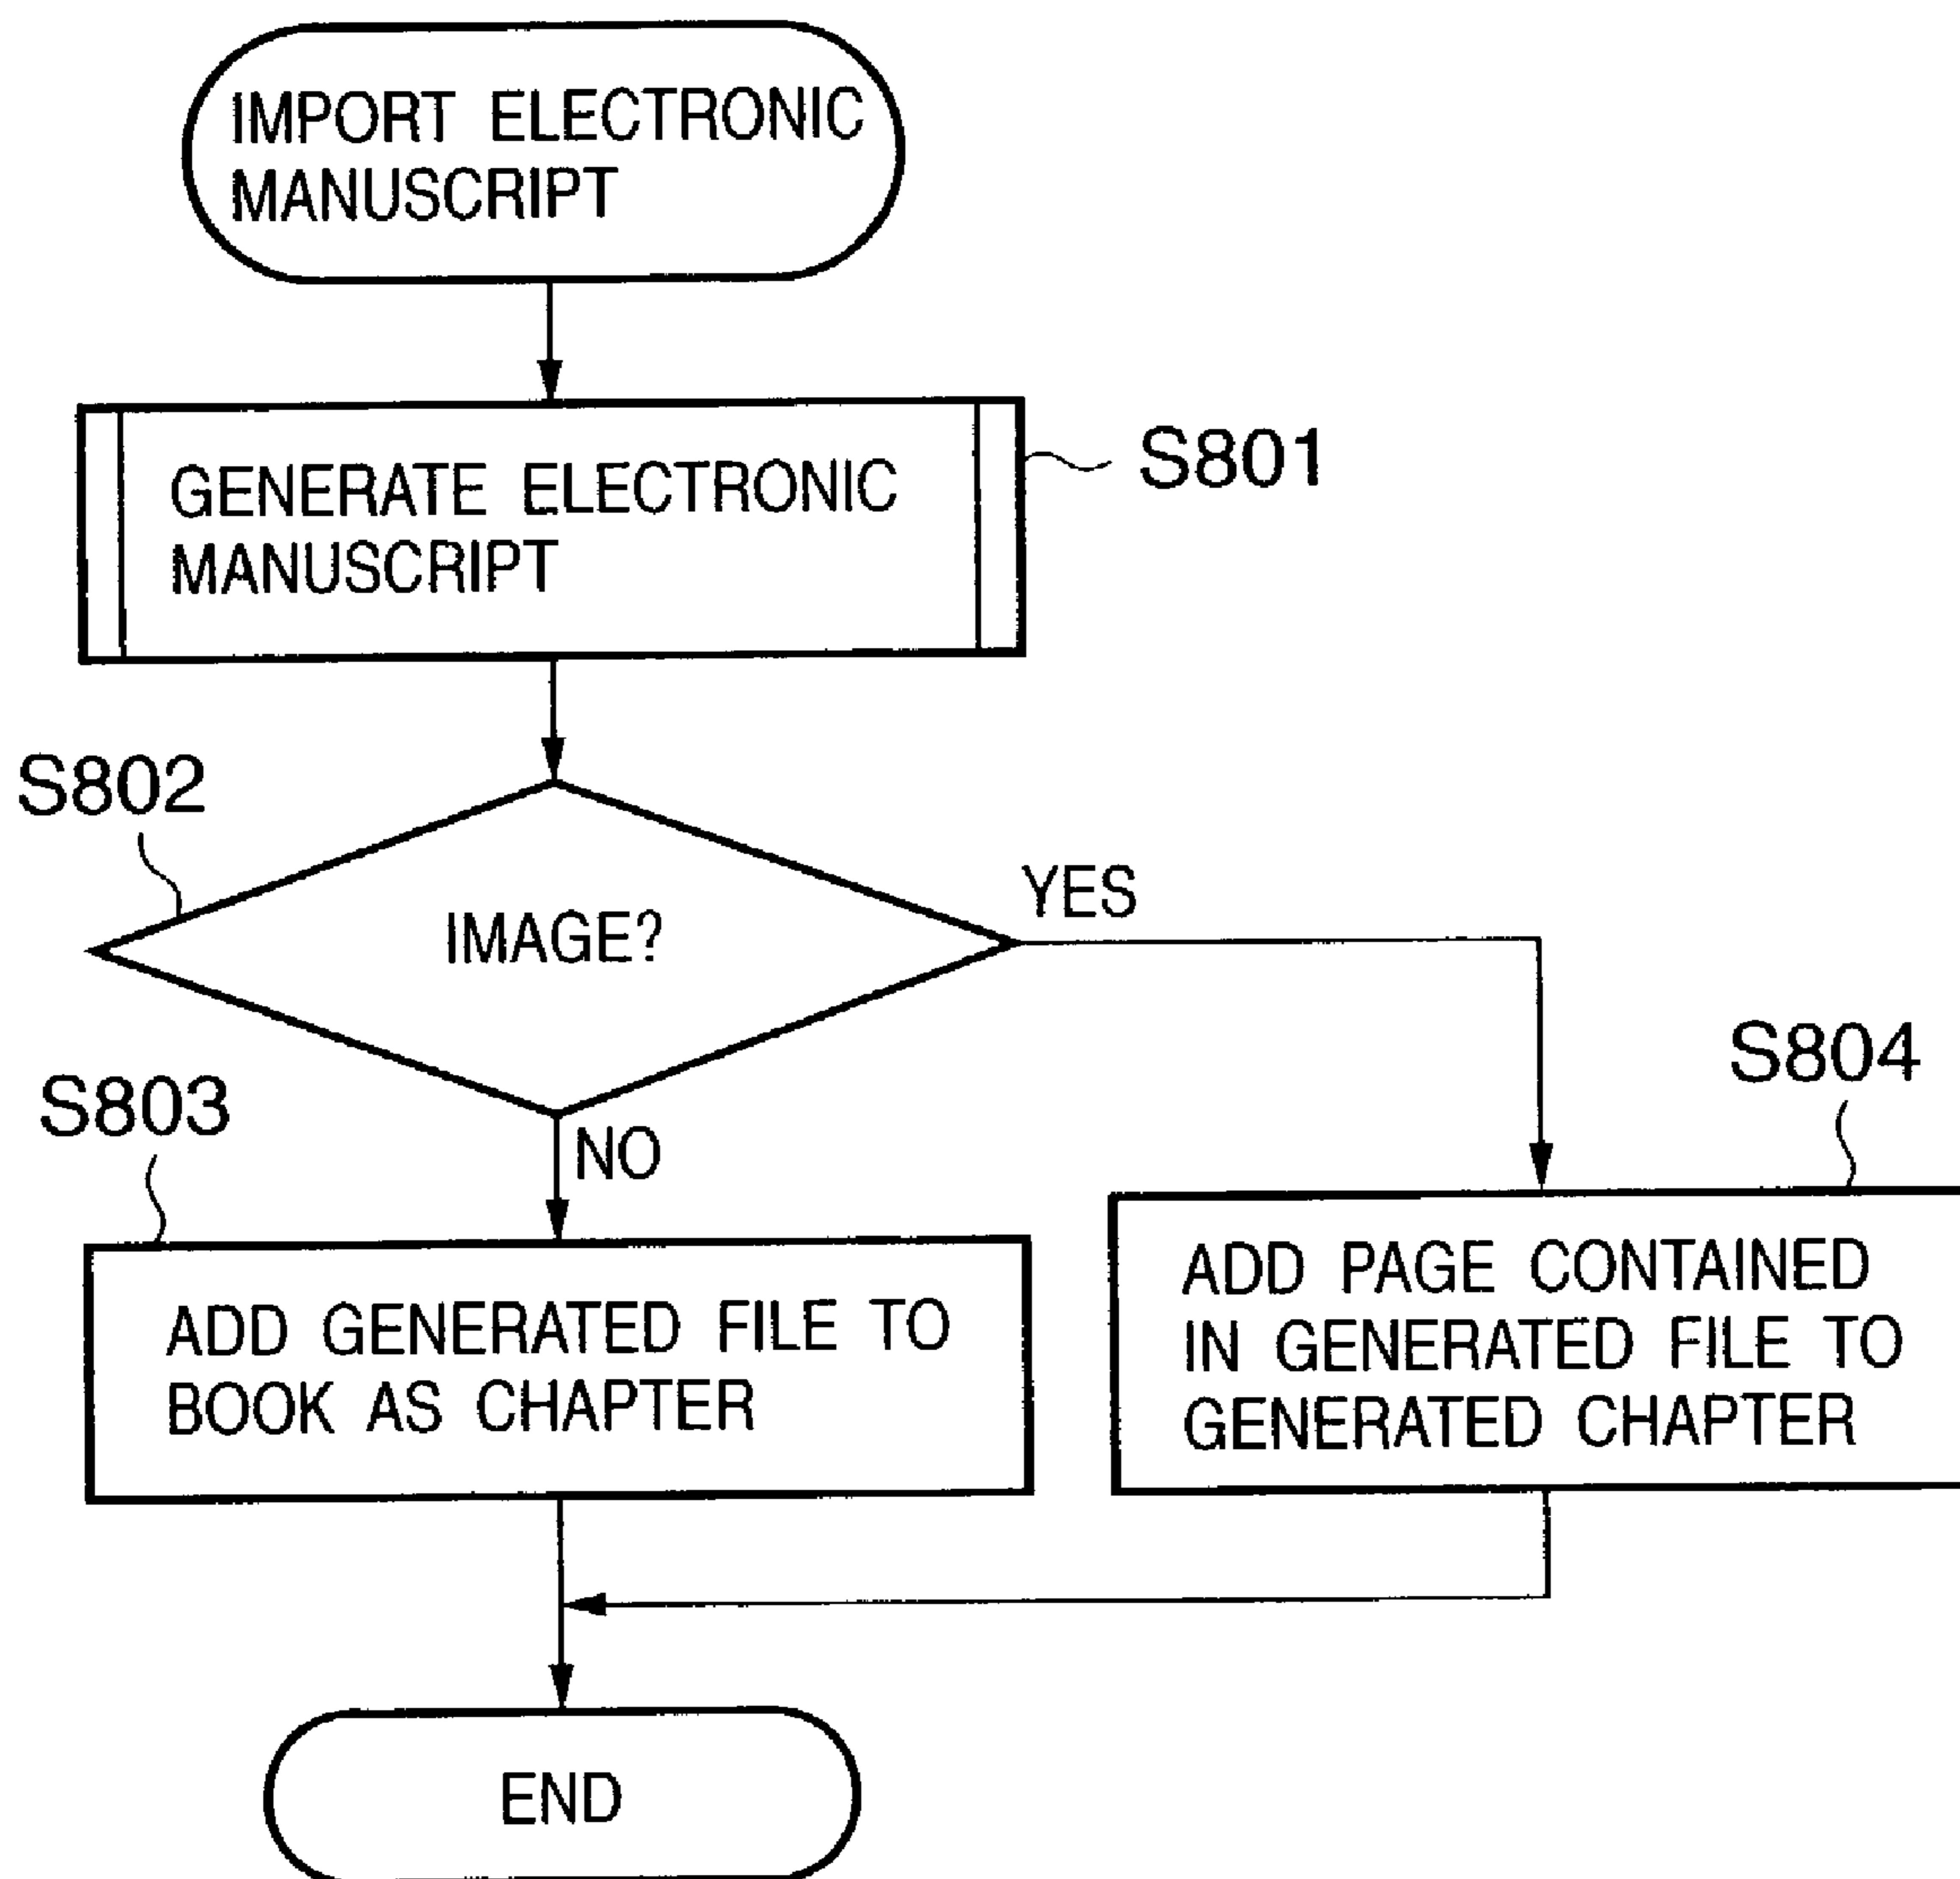 IMPORT ELECTRONIC
MANUSCRIPT
GENERATE ELECTRONIC
MANUSCRIPT
S801
S802
IMAGE?
YES
NO
S803
ADD GENERATED FILE TO
BOOK AS CHAPTER
S804
ADD PAGE CONTAINED
IN GENERATED FILE TO
GENERATED CHAPTER
END